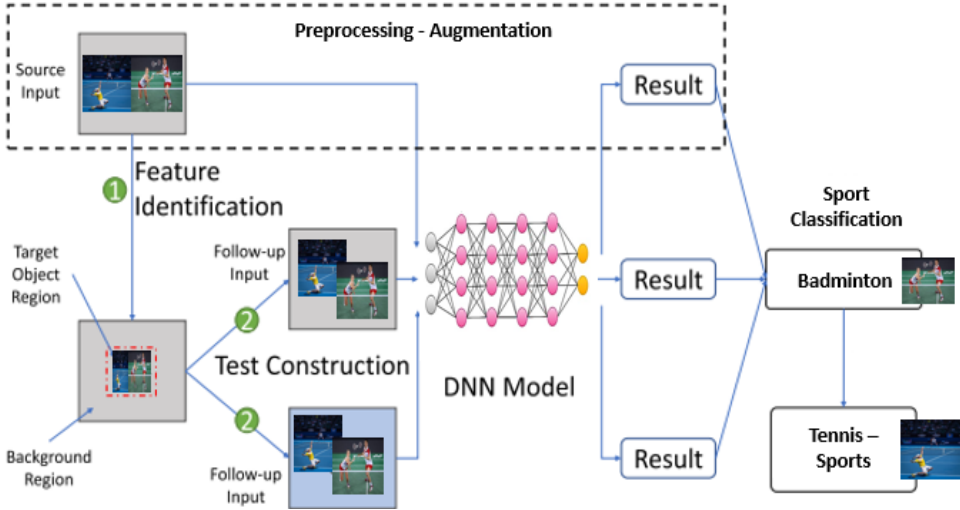 Preprocessing - Augmentation
Source
Input
Result
1
Feature
Identification
Sport
Classification
Target
Object
Region
Follow-up
Input
2
Result
Badminton
Test Construction
DNN Model
2
Background
Region
Follow-up
Input
Result
Tennis –
Sports